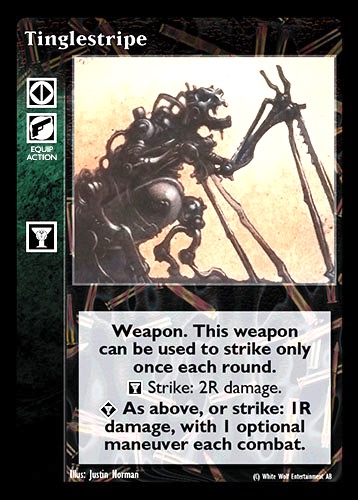 Tinglestripe
EQUIP
ACTION
Weapon. This weapon
can be used to strike only
once each round.
Strike: 2R damage.
As above, or strike: 1R
damage, with 1 optional
maneuver each combat.
Illus: Justin Norman
(C) White Wolf Entertainment AB